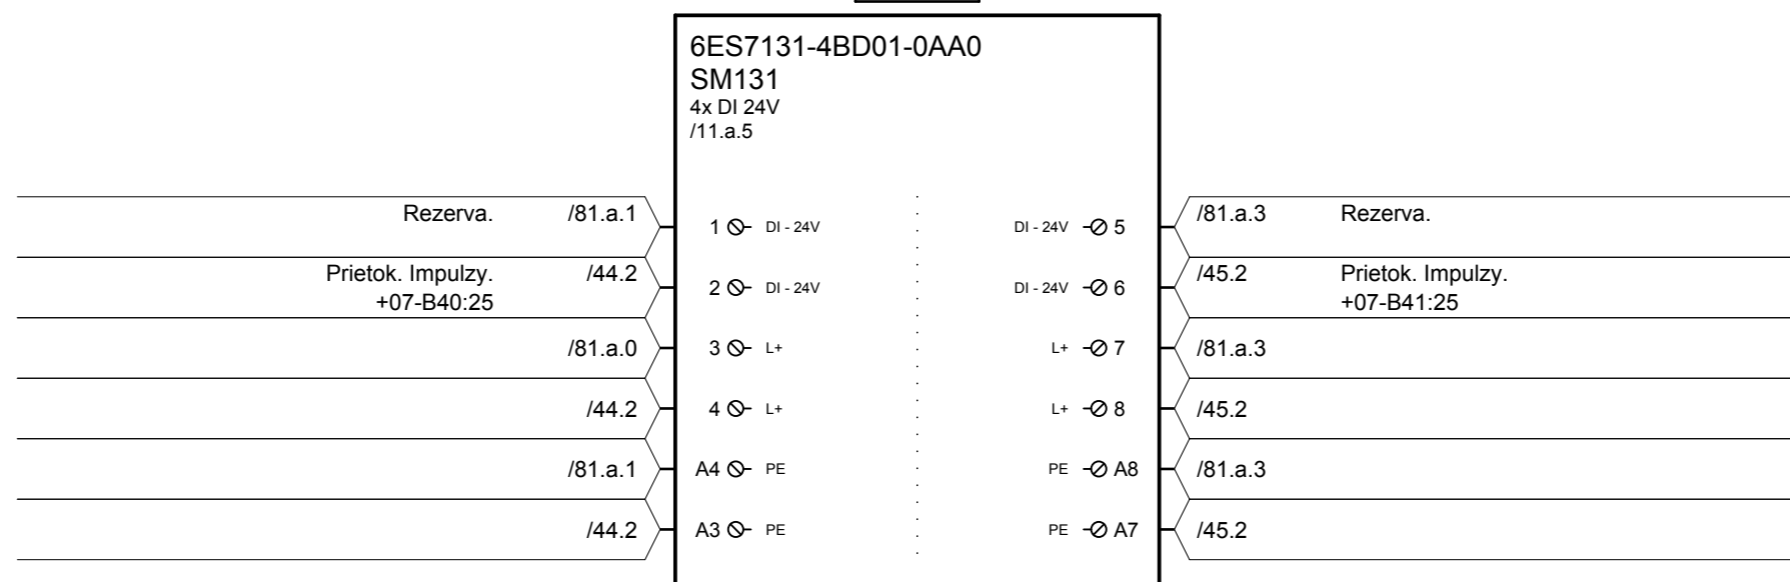 6ES7131-4BD01-0AA0
SM131
4x DI 24V
/11.a.5
Rezerva. /81.a.1 1 DI - 24V DI - 24V 5 /81.a.3 Rezerva.
Prietok. Impulzy. /44.2 2 DI - 24V DI - 24V 6 /45.2 Prietok. Impulzy.
+07-B40:25 +07-B41:25
/81.a.0 3 L+ L+ 7 /81.a.3
/44.2 4 L+ L+ 8 /45.2
/81.a.1 A4 PE PE A8 /81.a.3
/44.2 A3 PE PE A7 /45.2